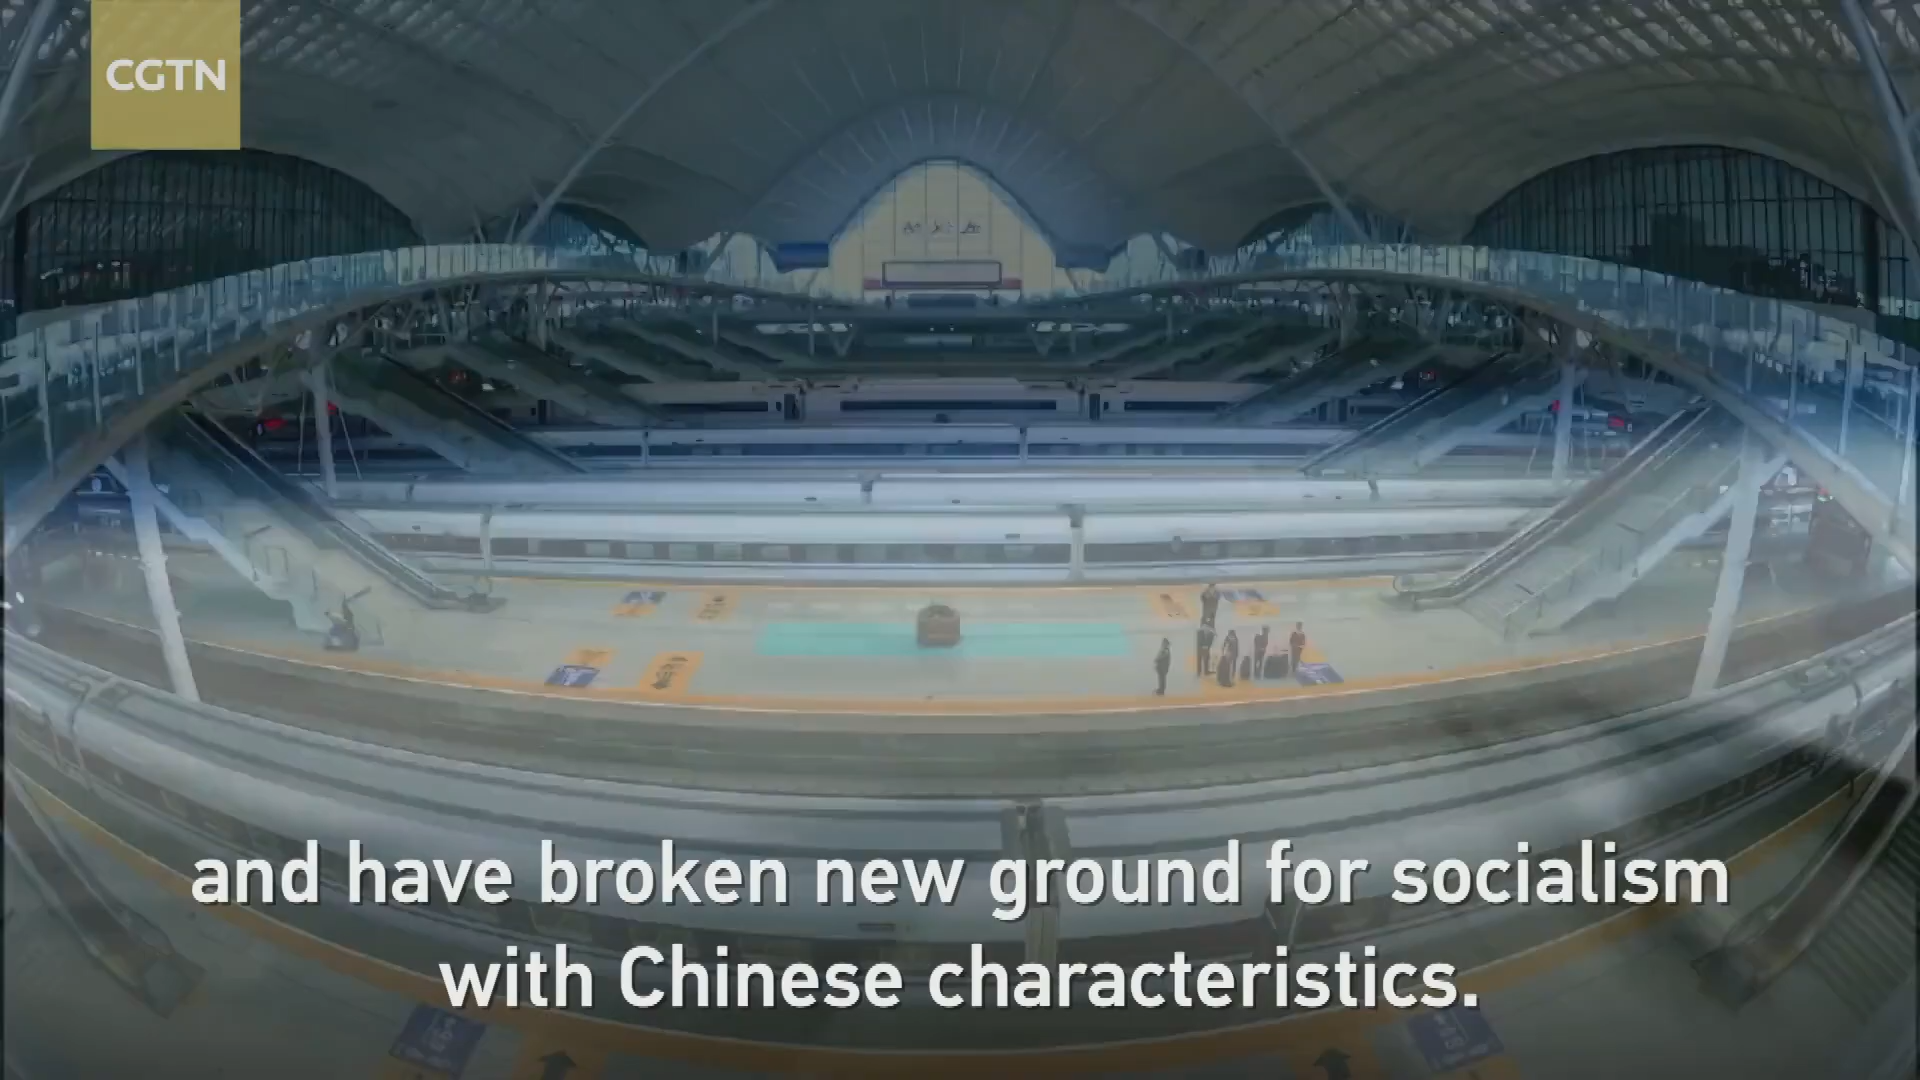 CGTN
and have broken new ground for socialism
with Chinese characteristics.